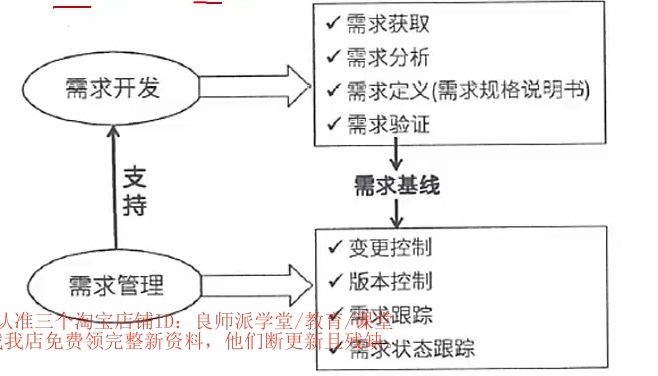 ✓ 需求获取
✓ 需求分析
需求开发
✓ 需求定义(需求规格说明书)
✓ 需求验证
支持
需求基线
✓ 变更控制
需求管理
✓ 版本控制
认准三个淘宝店铺ID：良师派学堂/教育/课堂
✓ 需求跟踪
我店免费领完整新资料，他们断更新且残缺。
✓ 需求状态跟踪